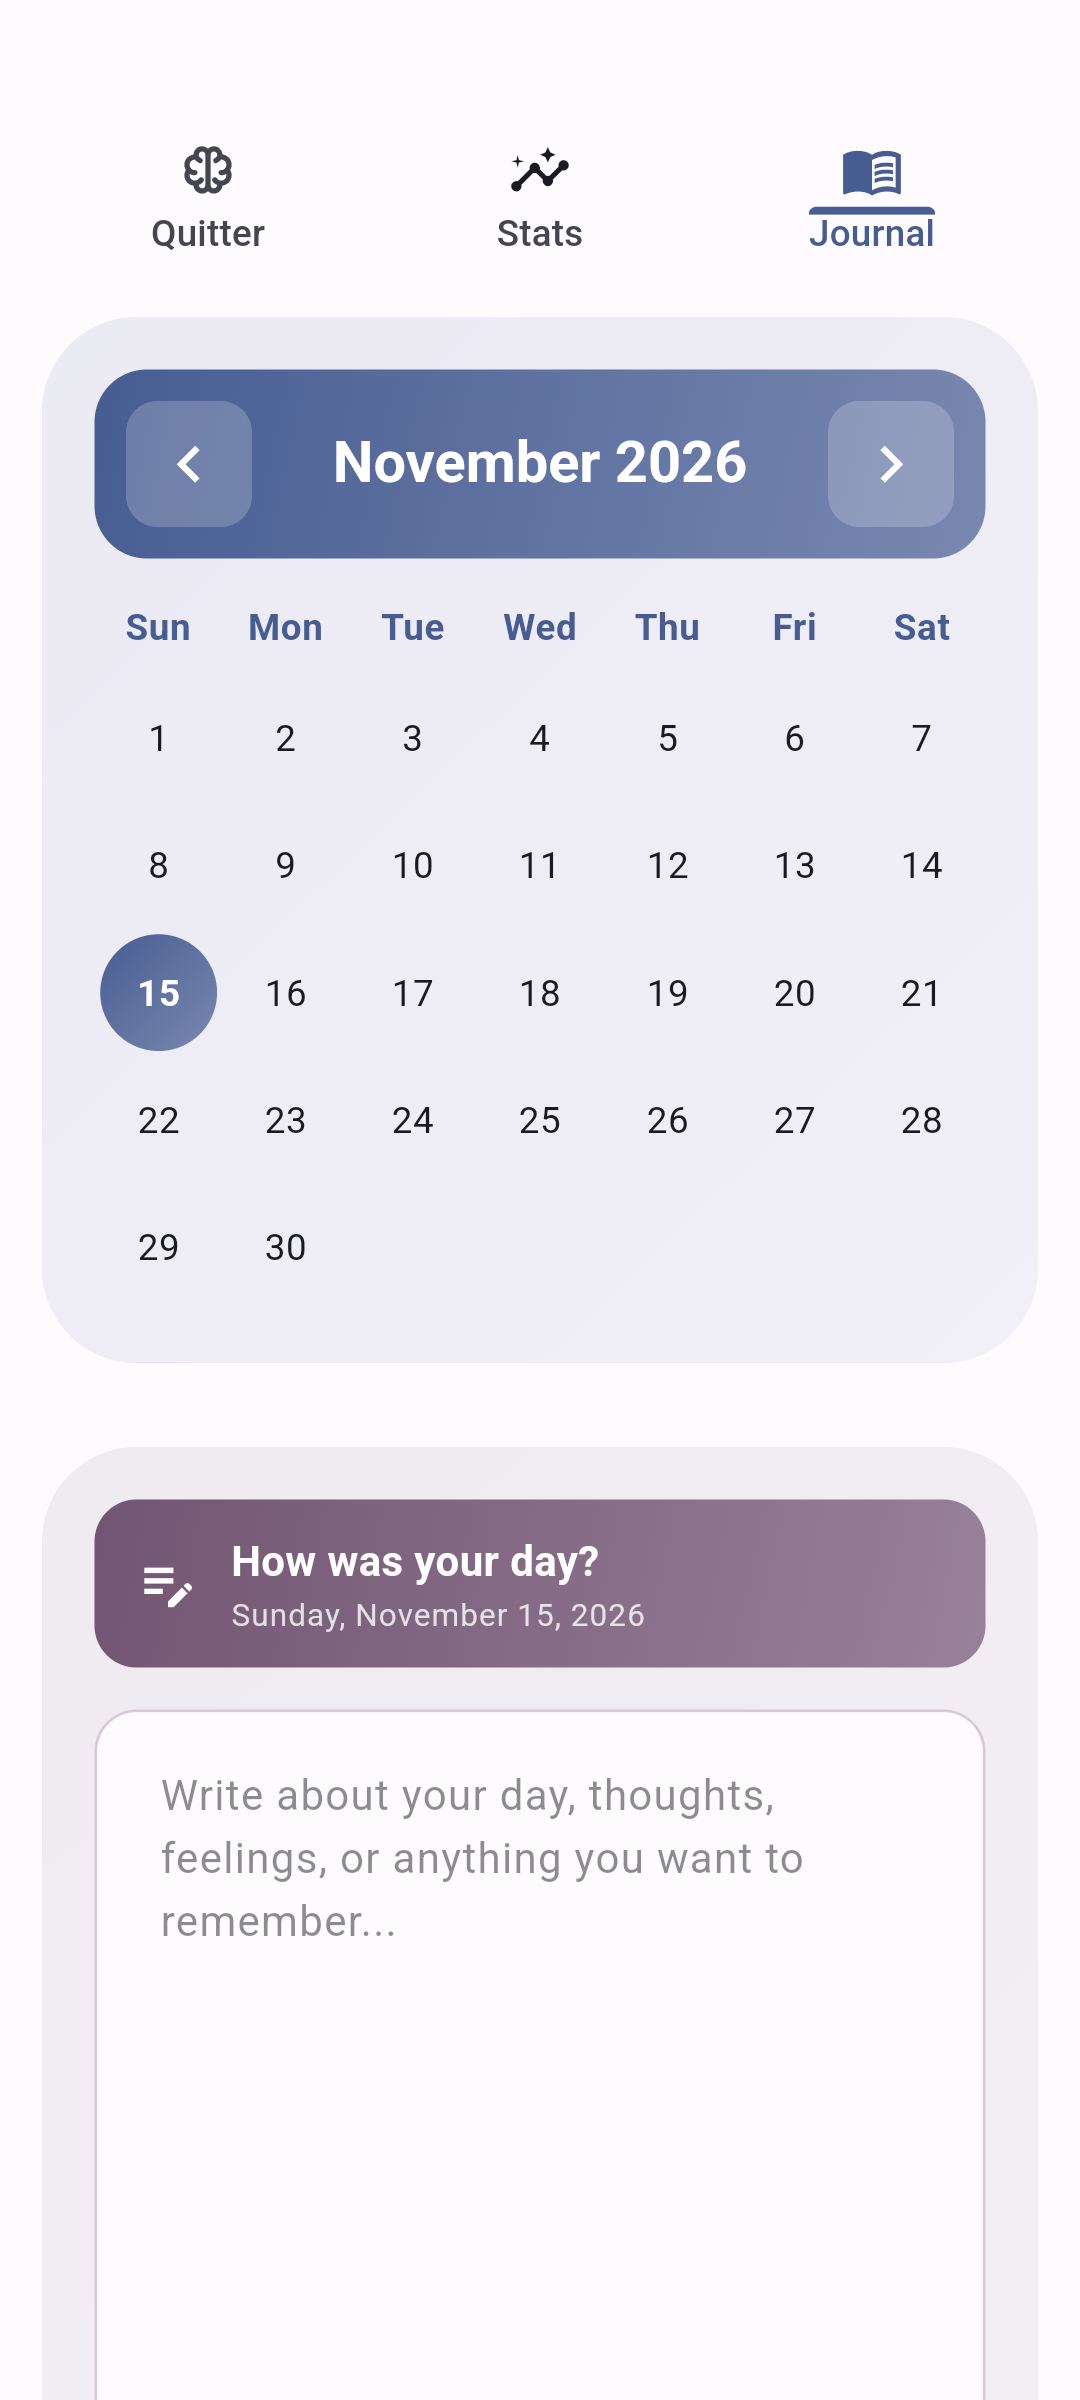 Quitter Stats Journal
November 2026
Sun Mon Tue Wed Thu Fri Sat
1 2 3 4 5 6 7
8 9 10 11 12 13 14
15 16 17 18 19 20 21
22 23 24 25 26 27 28
29 30
How was your day?
Sunday, November 15, 2026
Write about your day, thoughts,
feelings, or anything you want to
remember...